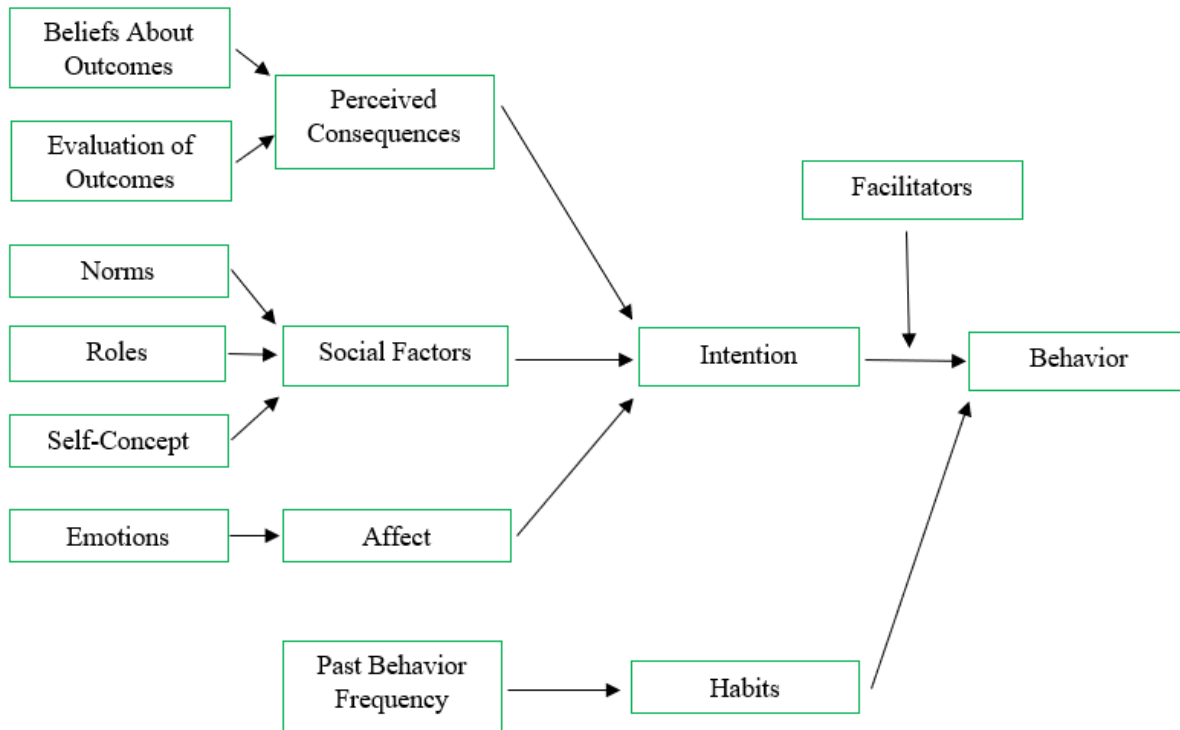 Beliefs About
Outcomes
Perceived
Consequences
Evaluation of
Outcomes
Facilitators
Norms
Roles
Social Factors
Intention
Behavior
Self-Concept
Emotions
Affect
Past Behavior
Frequency
Habits